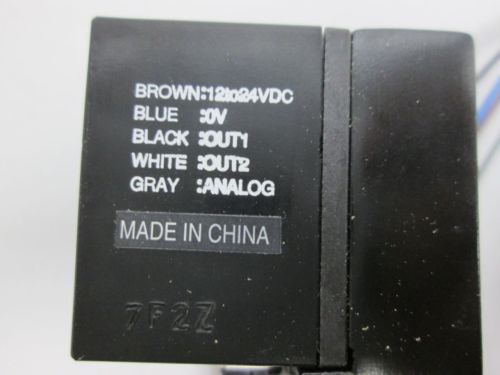 BROWN:12to24VDC
BLUE :0V
BLACK :OUT1
WHITE :OUT2
GRAY :ANALOG
MADE IN CHINA
7F2Z